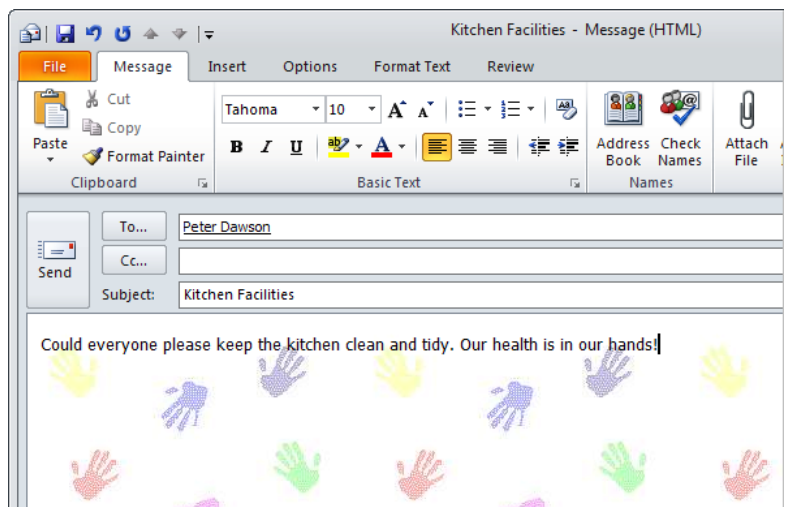 Kitchen Facilities - Message (HTML)
File Message Insert Options Format Text Review
Cut
Copy
Format Painter
Paste
Clipboard
Tahoma 10
A A
B I U ab A
Basic Text
Address Book
Check Names
Names
Attach File
Send
To... Peter Dawson
Cc...
Subject: Kitchen Facilities
Could everyone please keep the kitchen clean and tidy. Our health is in our hands!